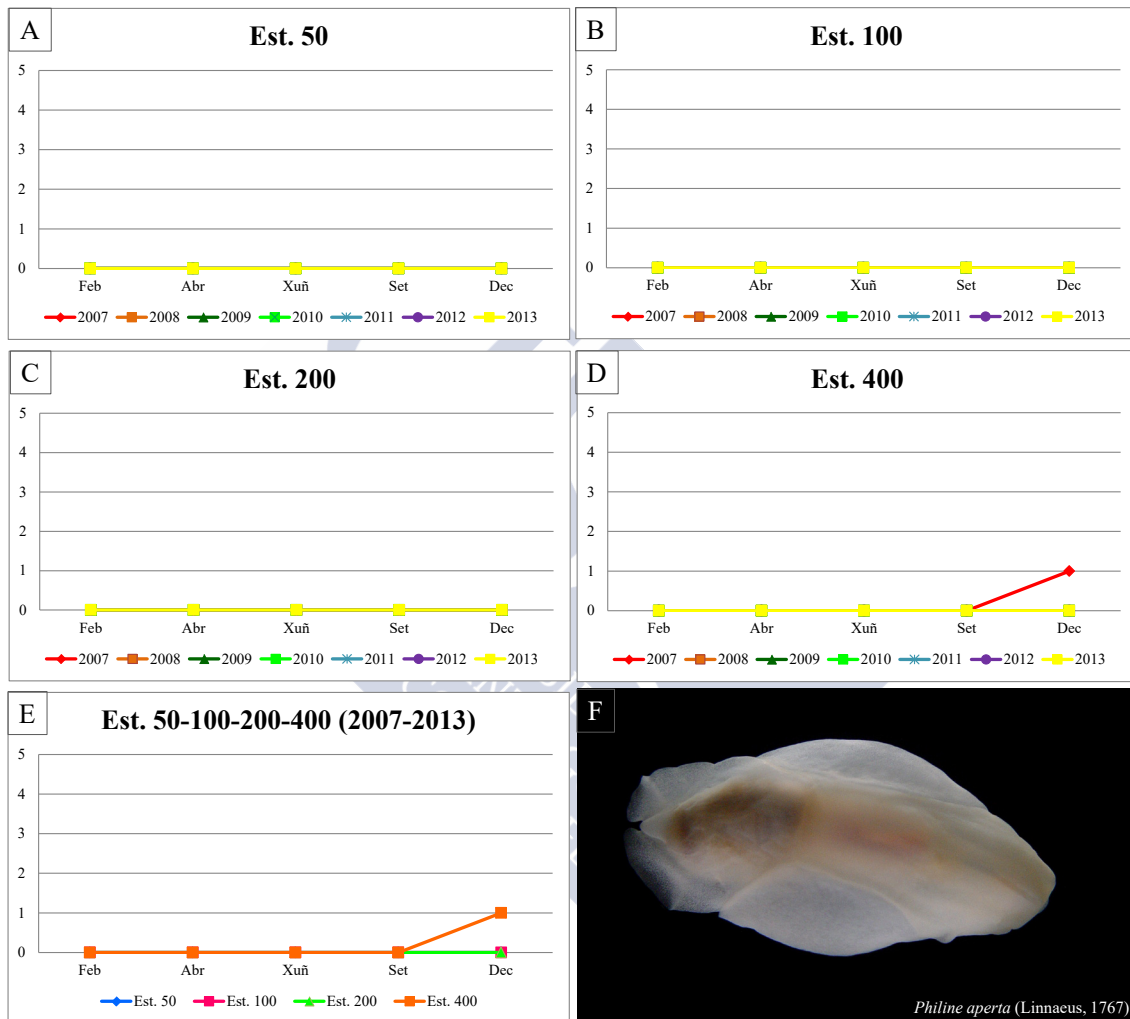 A
Est. 50
5
4
3
2
1
0
Feb Abr Xuñ Set Dec
2007 2008 2009 2010 2011 2012 2013
B
Est. 100
5
4
3
2
1
0
Feb Abr Xuñ Set Dec
2007 2008 2009 2010 2011 2012 2013
C
Est. 200
5
4
3
2
1
0
Feb Abr Xuñ Set Dec
2007 2008 2009 2010 2011 2012 2013
D
Est. 400
5
4
3
2
1
0
Feb Abr Xuñ Set Dec
2007 2008 2009 2010 2011 2012 2013
E
Est. 50-100-200-400 (2007-2013)
5
4
3
2
1
0
Feb Abr Xuñ Set Dec
Est. 50 Est. 100 Est. 200 Est. 400
F
Philine aperta (Linnaeus, 1767)